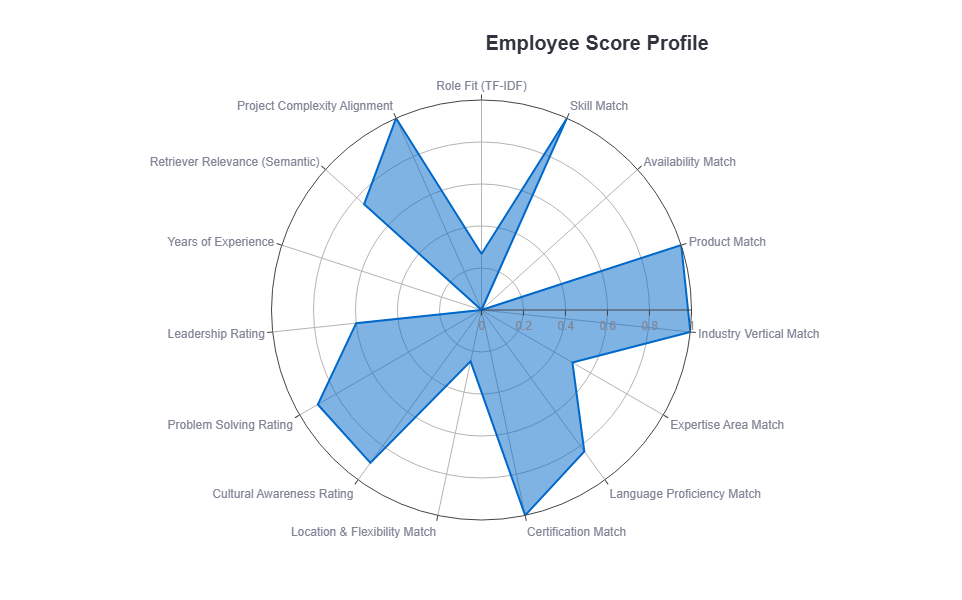 Employee Score Profile
Role Fit (TF-IDF)
Project Complexity Alignment
Skill Match
Retriever Relevance (Semantic)
Availability Match
Years of Experience
Product Match
0
0.2
0.4
0.6
0.8
1
Leadership Rating
Industry Vertical Match
Problem Solving Rating
Expertise Area Match
Cultural Awareness Rating
Language Proficiency Match
Location & Flexibility Match
Certification Match